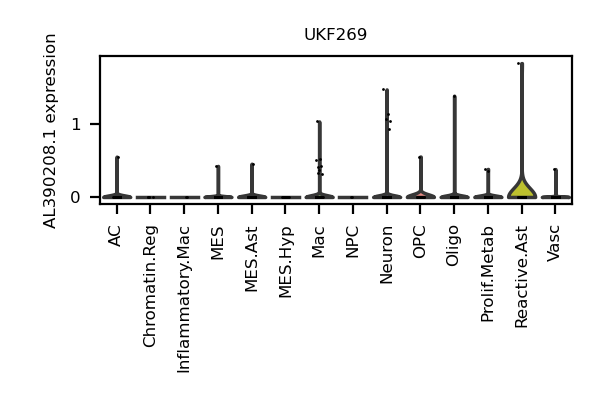 UKF269
AL390208.1 expression
1
0
AC
Chromatin.Reg
Inflammatory.Mac
MES
MES.Ast
MES.Hyp
Mac
NPC
Neuron
OPC
Oligo
Prolif.Metab
Reactive.Ast
Vasc